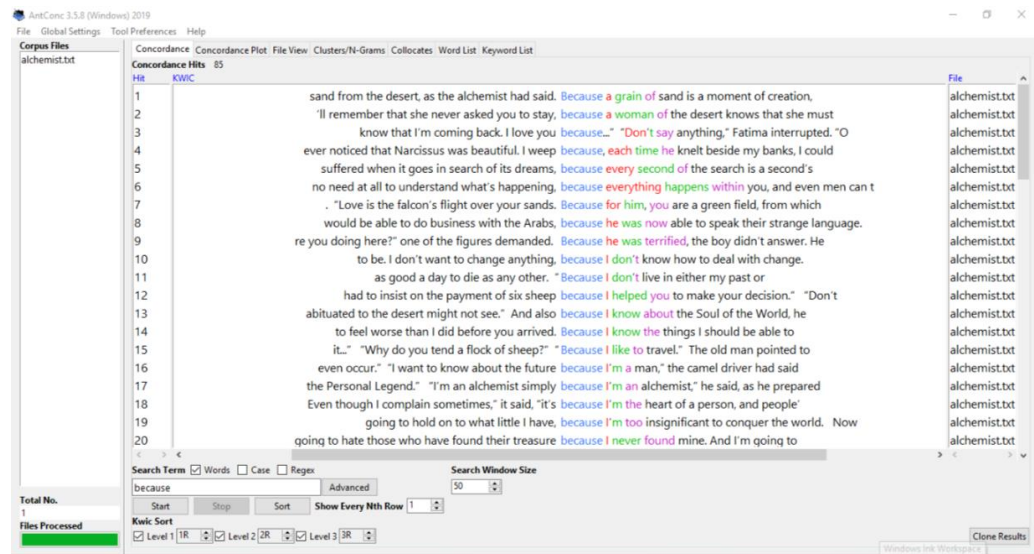 AntConc 3.5.8 (Windows) 2019
File Global Settings Tool Preferences Help
Corpus Files
alchemist.txt
Concordance Concordance Plot File View Clusters/N-Grams Collocates Word List Keyword List
Concordance Hits 85
Hit KWIC File
1 sand from the desert, as the alchemist had said. Because a grain of sand is a moment of creation, alchemist.txt
2 'll remember that she never asked you to stay, because a woman of the desert knows that she must alchemist.txt
3 know that I'm coming back. I love you because..." "Don't say anything," Fatima interrupted. "O alchemist.txt
4 ever noticed that Narcissus was beautiful. I weep because, each time he knelt beside my banks, I could alchemist.txt
5 suffered when it goes in search of its dreams, because every second of the search is a second's alchemist.txt
6 no need at all to understand what's happening, because everything happens within you, and even men can t alchemist.txt
7 . "Love is the falcon's flight over your sands. Because for him, you are a green field, from which alchemist.txt
8 would be able to do business with the Arabs, because he was now able to speak their strange language. alchemist.txt
9 re you doing here?" one of the figures demanded. Because he was terrified, the boy didn't answer. He alchemist.txt
10 to be. I don't want to change anything, because I don't know how to deal with change. alchemist.txt
11 as good a day to die as any other. "Because I don't live in either my past or alchemist.txt
12 had to insist on the payment of six sheep because I helped you to make your decision." "Don't alchemist.txt
13 abituated to the desert might not see." And also because I know about the Soul of the World, he alchemist.txt
14 to feel worse than I did before you arrived. Because I know the things I should be able to alchemist.txt
15 it..." "Why do you tend a flock of sheep?" "Because I like to travel." The old man pointed to alchemist.txt
16 even occur." "I want to know about the future because I'm a man," the camel driver had said alchemist.txt
17 the Personal Legend." "I'm an alchemist simply because I'm an alchemist," he said, as he prepared alchemist.txt
18 Even though I complain sometimes," it said, "it's because I'm the heart of a person, and people' alchemist.txt
19 going to hold on to what little I have, because I'm too insignificant to conquer the world. Now alchemist.txt
20 going to hate those who have found their treasure because I never found mine. And I'm going to alchemist.txt
Search Term Words Case Regex Search Window Size
because Advanced 50
Start Stop Sort Show Every Nth Row 1
Kwic Sort
Level 1 1R Level 2 2R Level 3 3R
Total No.
1
Files Processed
Clone Results
Windows Ink Workspace